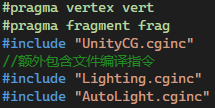 #pragma vertex vert
#pragma fragment frag
#include "UnityCG.cginc"
//额外包含文件编译指令
#include "Lighting.cginc"
#include "AutoLight.cginc"